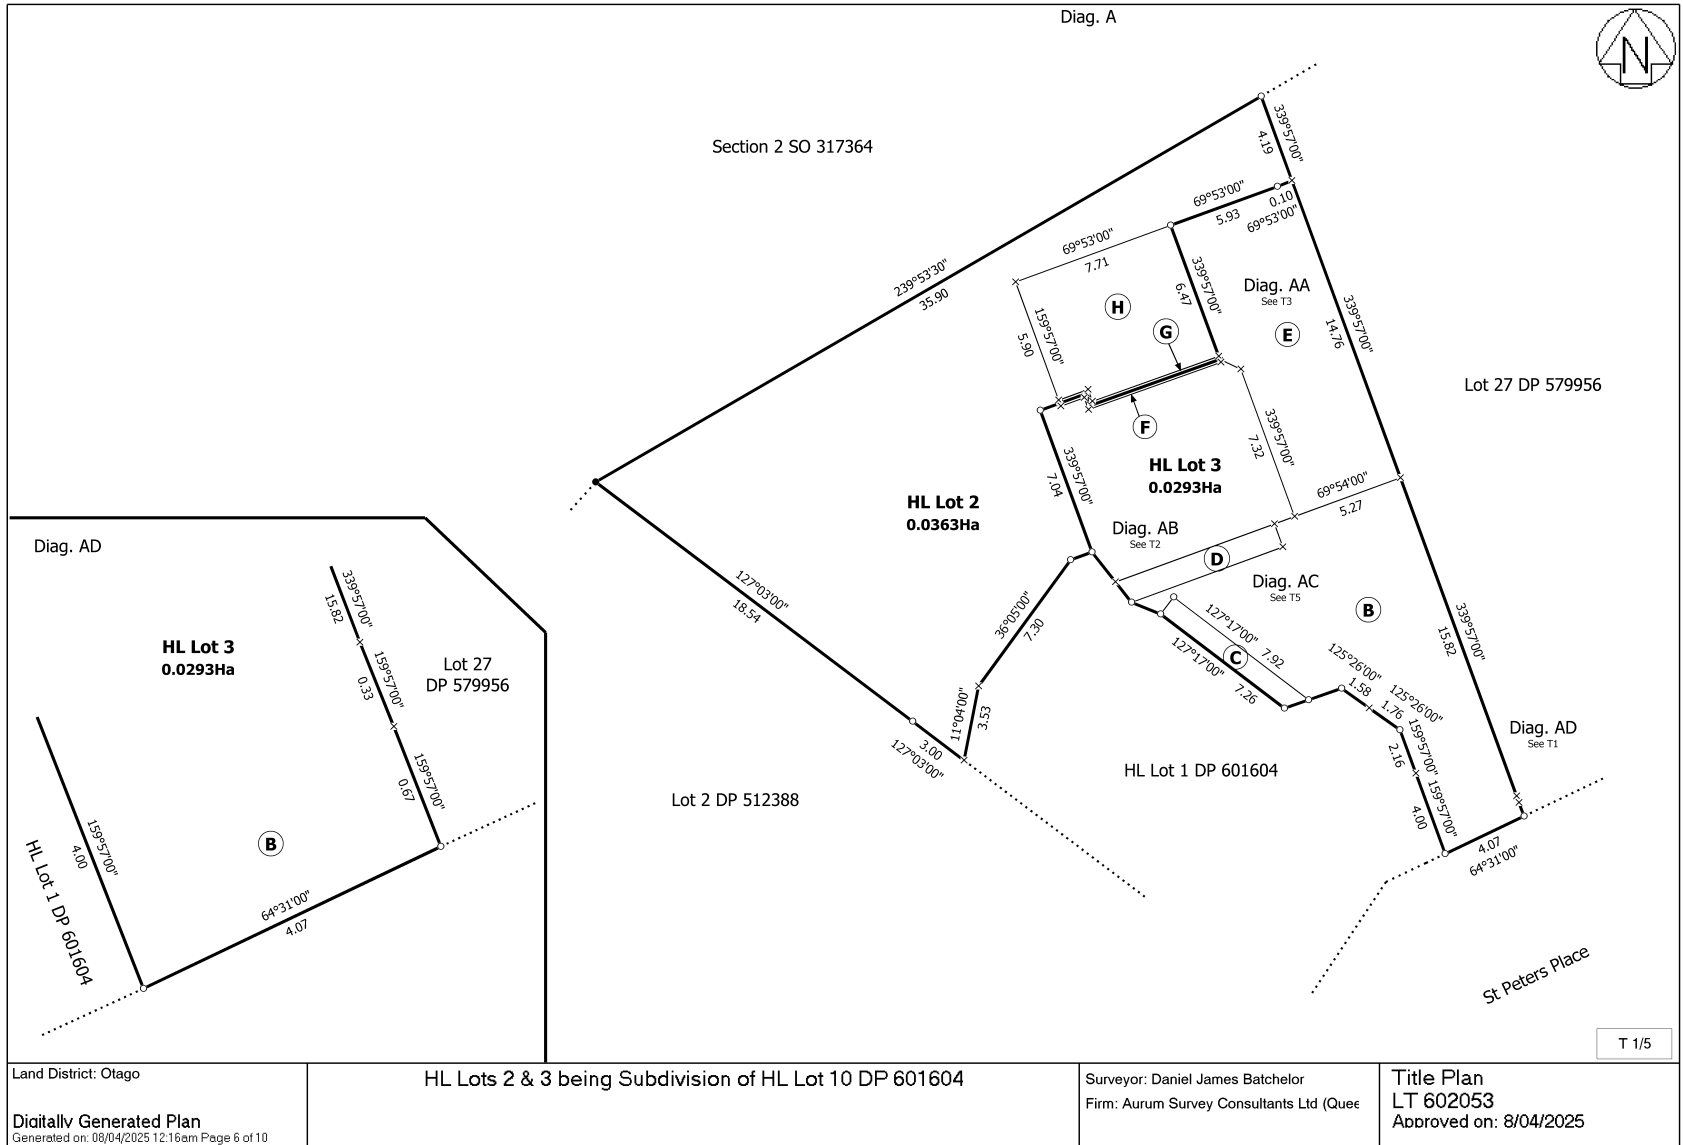 Diag. A
N
Section 2 SO 317364
339°57'00"
4.19
69°53'00"
5.93
0.10
69°53'00"
69°53'00"
7.71
239°53'30"
35.90
339°57'00"
6.47
Diag. AA
See T3
H
G
E
159°57'00"
5.90
339°57'00"
14.76
Lot 27 DP 579956
F
339°57'00"
7.32
HL Lot 3
0.0293Ha
339°57'00"
7.04
HL Lot 2
0.0363Ha
69°54'00"
5.27
Diag. AB
See T2
D
Diag. AC
See T5
B
127°03'00"
18.54
36°05'00"
7.30
127°17'00"
7.92
C
127°17'00"
7.26
339°57'00"
15.82
125°26'00"
1.58
125°26'00"
1.76
159°57'00"
2.16
11°04'00"
3.53
3.00
127°03'00"
Diag. AD
See T1
HL Lot 1 DP 601604
Lot 2 DP 512388
159°57'00"
4.00
4.07
64°31'00"
St Peters Place
Diag. AD
339°57'00"
15.82
HL Lot 3
0.0293Ha
159°57'00"
0.33
Lot 27
DP 579956
159°57'00"
0.67
159°57'00"
4.00
B
HL Lot 1 DP 601604
64°31'00"
4.07
T 1/5
Land District: Otago
Digitally Generated Plan
Generated on: 08/04/2025 12:16am Page 6 of 10
HL Lots 2 & 3 being Subdivision of HL Lot 10 DP 601604
Surveyor: Daniel James Batchelor
Firm: Aurum Survey Consultants Ltd (Quee
Title Plan
LT 602053
Approved on: 8/04/2025